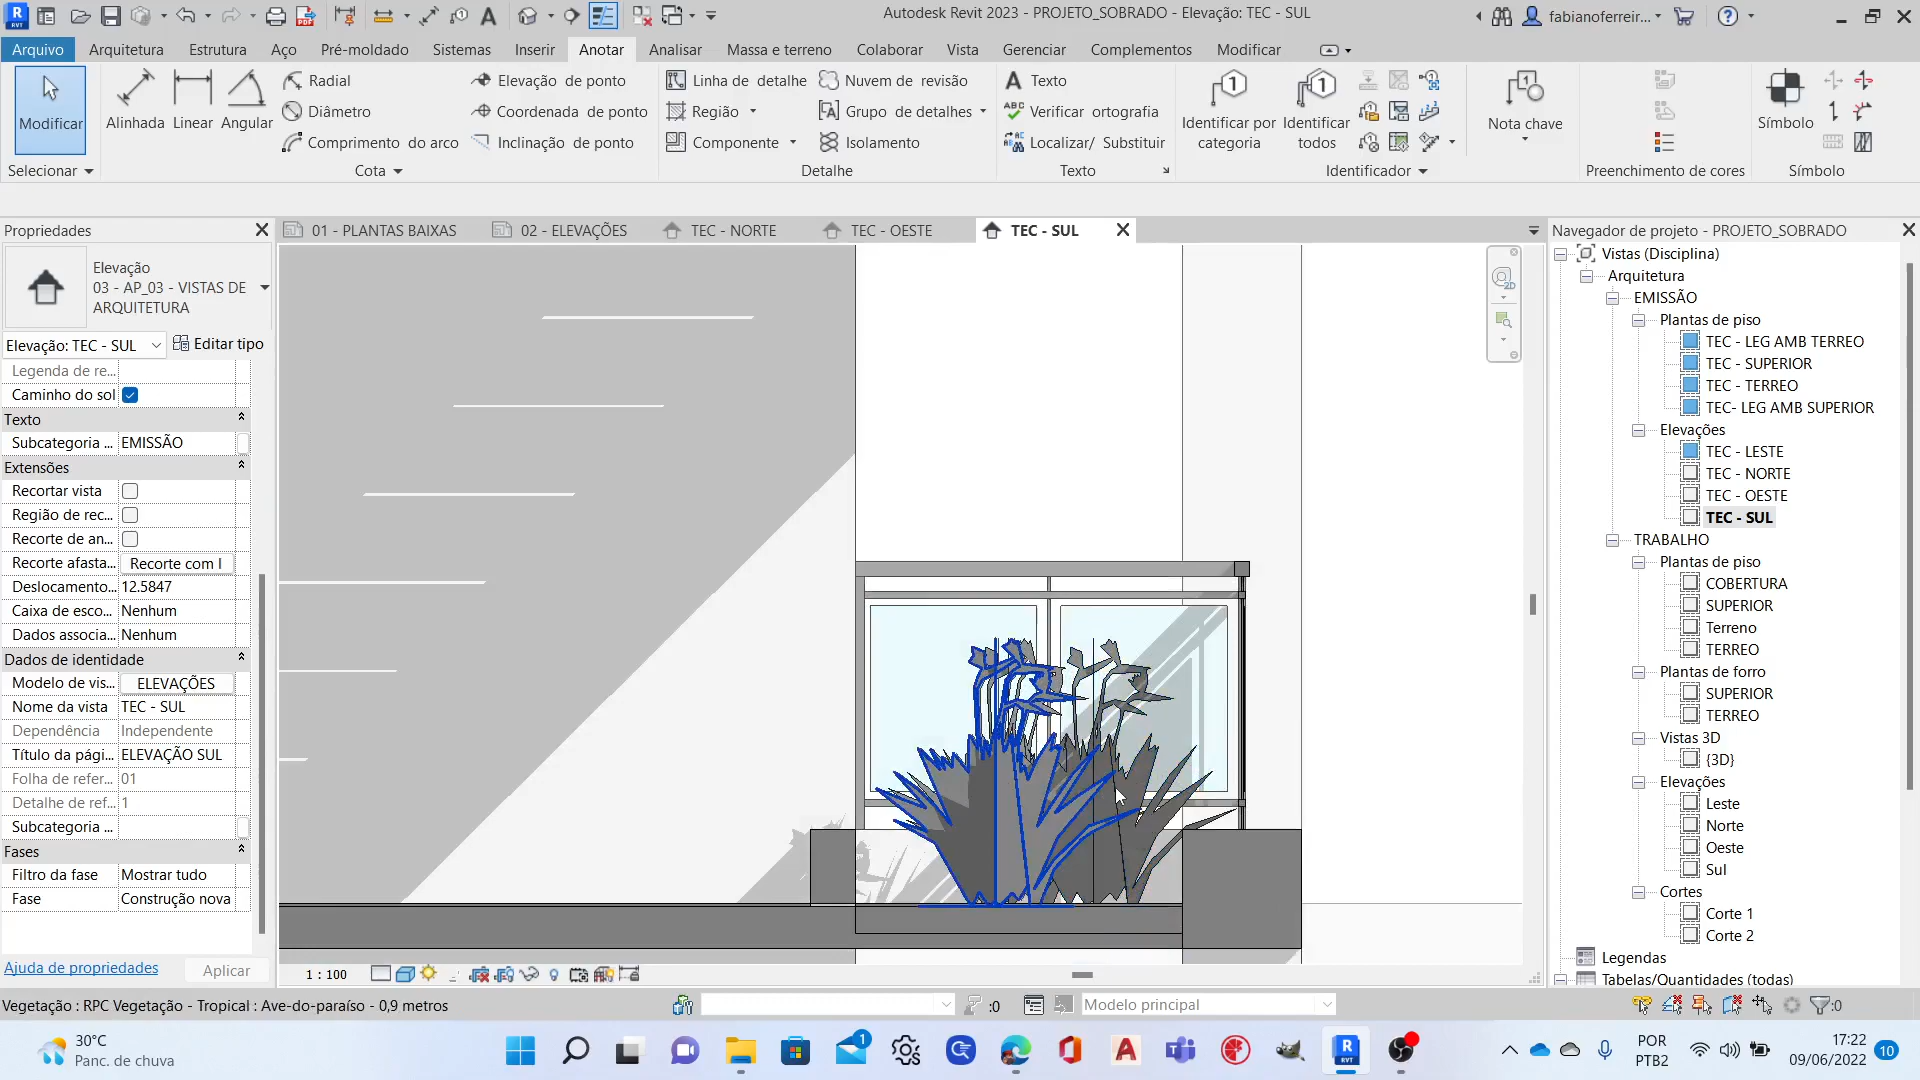 Autodesk Revit 2023 - PROJETO_SOBRADO - Elevação: TEC - SUL
fabianoferreir...
Arquivo Arquitetura Estrutura Aço Pré-moldado Sistemas Inserir Anotar Analisar Massa e terreno Colaborar Vista Gerenciar Complementos Modificar
Modificar
Alinhada Linear Angular
Radial
Diâmetro
Comprimento do arco
Elevação de ponto
Coordenada de ponto
Inclinação de ponto
Linha de detalhe
Região
Componente
Nuvem de revisão
Grupo de detalhes
Isolamento
Texto
Verificar ortografia
Localizar/ Substituir
Identificar por categoria
Identificar todos
Nota chave
Símbolo
Selecionar Cota Detalhe Texto Identificador Preenchimento de cores Símbolo
Propriedades
01 - PLANTAS BAIXAS 02 - ELEVAÇÕES TEC - NORTE TEC - OESTE TEC - SUL
Navegador de projeto - PROJETO_SOBRADO
Elevação
03 - AP_03 - VISTAS DE
ARQUITETURA
Elevação: TEC - SUL Editar tipo
Legenda de re...
Caminho do sol
Texto
Subcategoria ... EMISSÃO
Extensões
Recortar vista
Região de rec...
Recorte de an...
Recorte afasta... Recorte com l
Deslocamento... 12.5847
Caixa de esco... Nenhum
Dados associa... Nenhum
Dados de identidade
Modelo de vis... ELEVAÇÕES
Nome da vista TEC - SUL
Dependência Independente
Título da pági... ELEVAÇÃO SUL
Folha de refer... 01
Detalhe de ref... 1
Subcategoria ...
Fases
Filtro da fase Mostrar tudo
Fase Construção nova
Ajuda de propriedades Aplicar
2D
Vistas (Disciplina)
Arquitetura
EMISSÃO
Plantas de piso
TEC - LEG AMB TERREO
TEC - SUPERIOR
TEC - TERREO
TEC- LEG AMB SUPERIOR
Elevações
TEC - LESTE
TEC - NORTE
TEC - OESTE
TEC - SUL
TRABALHO
Plantas de piso
COBERTURA
SUPERIOR
Terreno
TERREO
Plantas de forro
SUPERIOR
TERREO
Vistas 3D
{3D}
Elevações
Leste
Norte
Oeste
Sul
Cortes
Corte 1
Corte 2
Legendas
Tabelas/Quantidades (todas)
1 : 100
Vegetação : RPC Vegetação - Tropical : Ave-do-paraíso - 0,9 metros
:0
Modelo principal
:0
30°C
Panc. de chuva
1
POR
PTB2
17:22
09/06/2022
10